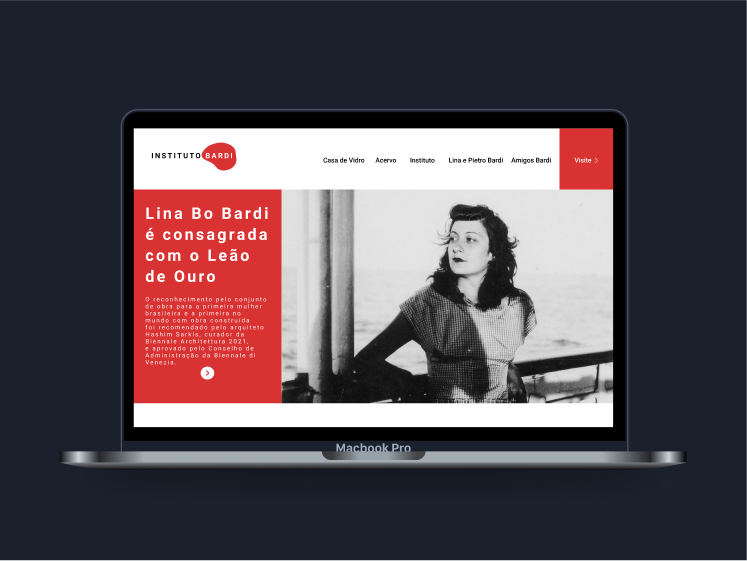 INSTITUTO BARDI
Casa de Vidro Acervo Instituto Lina e Pietro Bardi Amigos Bardi Visite
Lina Bo Bardi
é consagrada
com o Leão
de Ouro
O reconhecimento pelo conjunto
de obra para a primeira mulher
brasileira e a primeira no
mundo com obra construída
foi recomendado pelo arquiteto
Hashim Sarkis, curador da
Biennale Architettura 2021,
e aprovado pelo Conselho de
Administração da Biennale di
Venezia.
Macbook Pro